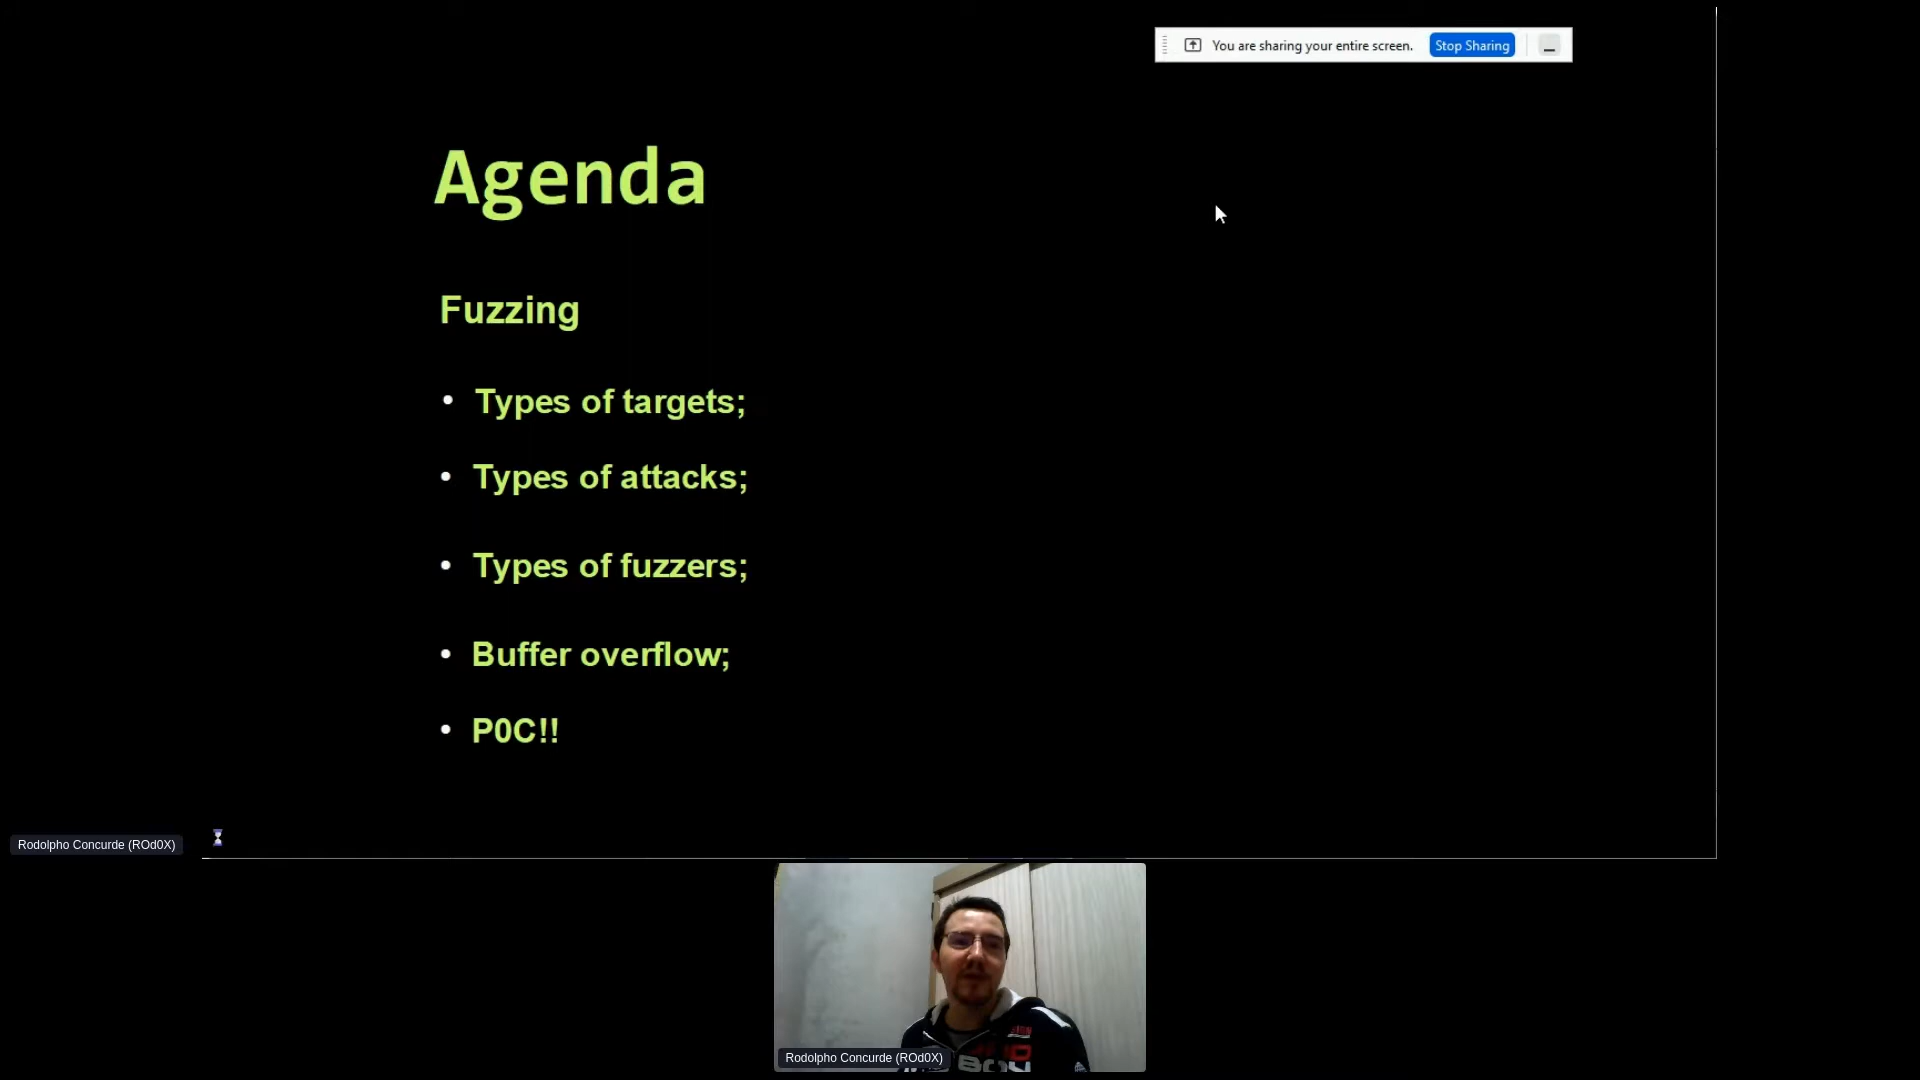 You are sharing your entire screen. Stop Sharing
Agenda
Fuzzing
• Types of targets;
• Types of attacks;
• Types of fuzzers;
• Buffer overflow;
• P0C!!
Rodolpho Concurde (ROd0X)
Rodolpho Concurde (ROd0X)